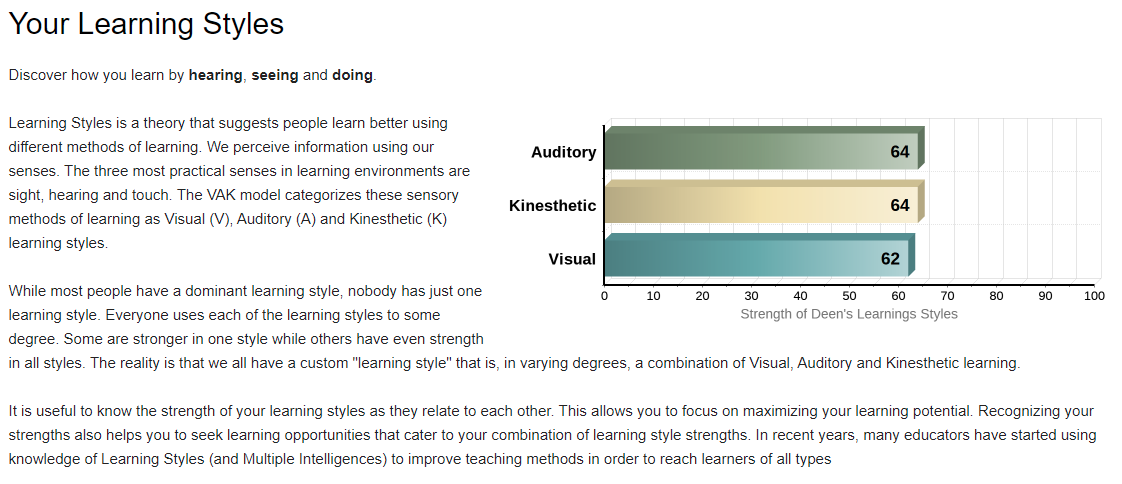 Your Learning Styles
Discover how you learn by hearing, seeing and doing.
Learning Styles is a theory that suggests people learn better using
different methods of learning. We perceive information using our
senses. The three most practical senses in learning environments are
sight, hearing and touch. The VAK model categorizes these sensory
methods of learning as Visual (V), Auditory (A) and Kinesthetic (K)
learning styles.
Auditory 64
Kinesthetic 64
Visual 62
0 10 20 30 40 50 60 70 80 90 100
Strength of Deen's Learnings Styles
While most people have a dominant learning style, nobody has just one
learning style. Everyone uses each of the learning styles to some
degree. Some are stronger in one style while others have even strength
in all styles. The reality is that we all have a custom "learning style" that is, in varying degrees, a combination of Visual, Auditory and Kinesthetic learning.
It is useful to know the strength of your learning styles as they relate to each other. This allows you to focus on maximizing your learning potential. Recognizing your
strengths also helps you to seek learning opportunities that cater to your combination of learning style strengths. In recent years, many educators have started using
knowledge of Learning Styles (and Multiple Intelligences) to improve teaching methods in order to reach learners of all types